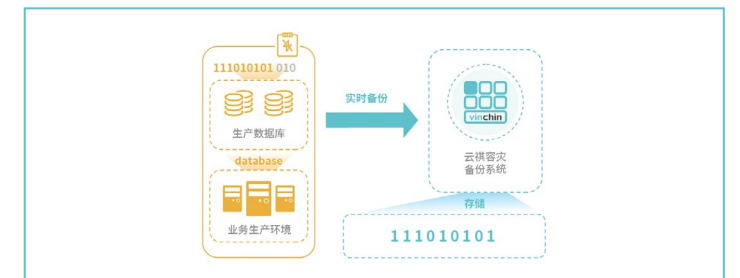 111010101 010
生产数据库
database
业务生产环境
实时备份
vinchin
云祺容灾
备份系统
存储
111010101